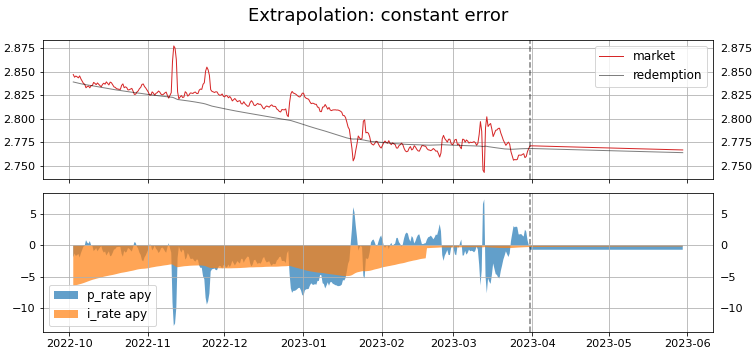 Extrapolation: constant error
2.875 2.875
2.850 2.850
2.825 2.825
2.800 2.800
2.775 2.775
2.750 2.750
market
redemption
5 5
0 0
−5 −5
−10 −10
p_rate apy
i_rate apy
2022-10 2022-11 2022-12 2023-01 2023-02 2023-03 2023-04 2023-05 2023-06